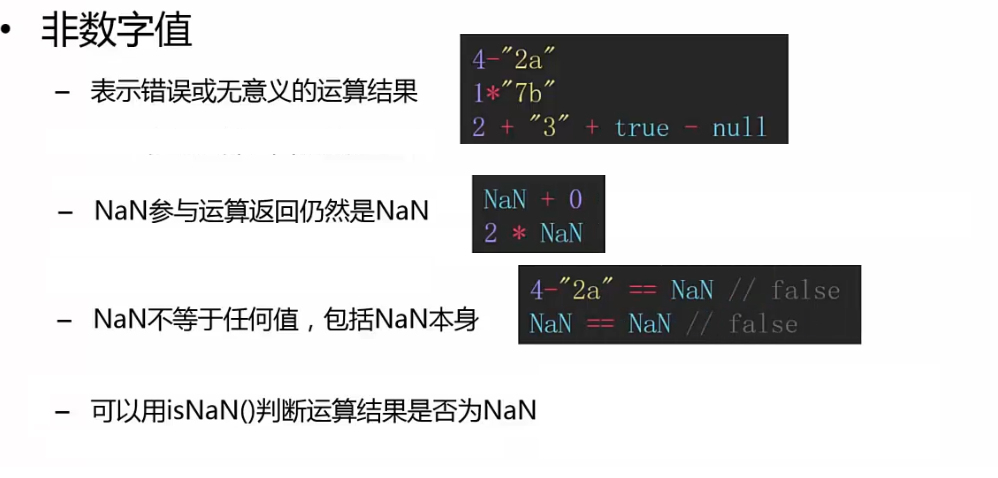 • 非数字值
– 表示错误或无意义的运算结果
4-"2a"
1*"7b"
2 + "3" + true - null
– NaN参与运算返回仍然是NaN
NaN + 0
2 * NaN
– NaN不等于任何值，包括NaN本身
4-"2a" == NaN // false
NaN == NaN // false
– 可以用isNaN()判断运算结果是否为NaN